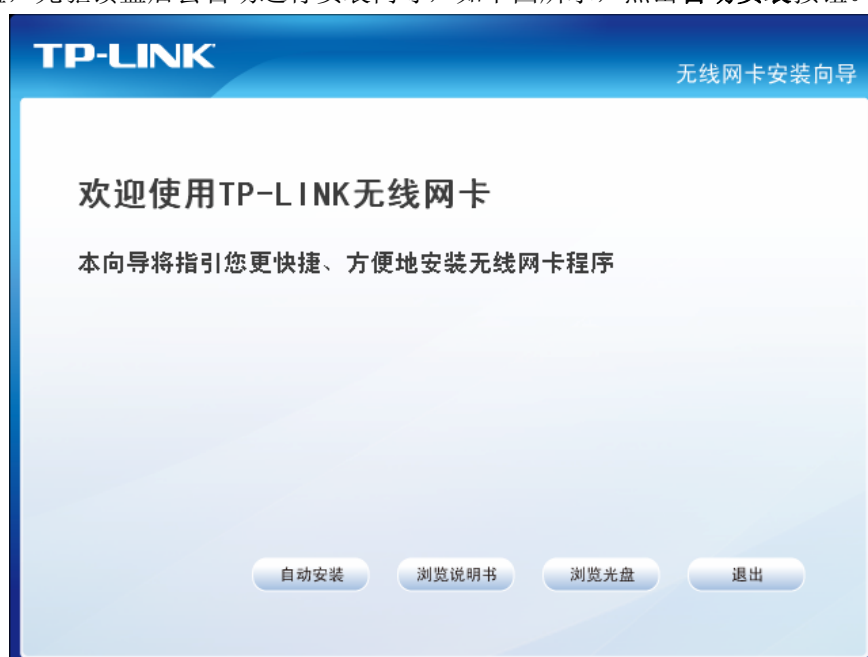 TP-LINK
无线网卡安装向导
欢迎使用TP-LINK无线网卡
本向导将指引您更快捷、方便地安装无线网卡程序
自动安装 浏览说明书 浏览光盘 退出